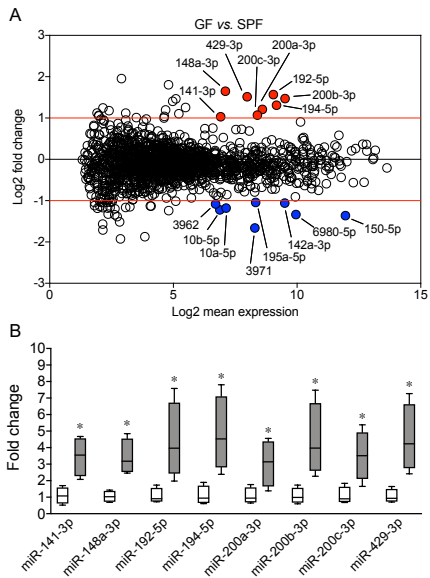 A
GF vs. SPF
3
2
1
0
-1
-2
-3
Log2 fold change
429-3p
200a-3p
200c-3p
148a-3p
192-5p
141-3p
200b-3p
194-5p
3962
10b-5p
10a-5p
3971
195a-5p
142a-3p
6980-5p
150-5p
0
5
10
15
Log2 mean expression
B
10
9
8
7
6
5
4
3
2
1
0
Fold change
* * * * * * * *
miR-141-3p
miR-148a-3p
miR-192-5p
miR-194-5p
miR-200a-3p
miR-200b-3p
miR-200c-3p
miR-429-3p